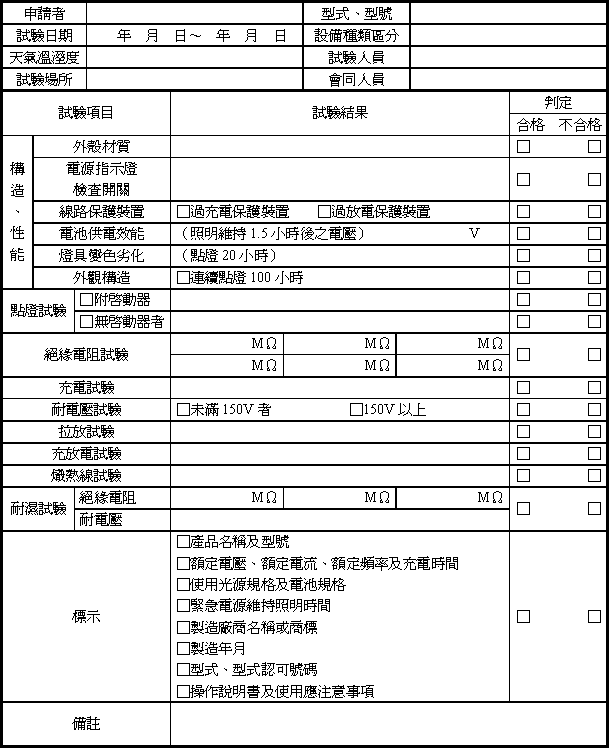 申請者 型式、型號
試驗日期 年 月 日～ 年 月 日 設備種類區分
天氣溫溼度 試驗人員
試驗場所 會同人員
試驗項目 試驗結果 判定
合格 不合格
構造、性能
外殼材質 □ □
電源指示燈
檢查開關 □ □
線路保護裝置 □過充電保護裝置 □過放電保護裝置 □ □
電池供電效能 （照明維持 1.5 小時後之電壓） V □ □
燈具變色劣化 （點燈 20 小時） □ □
外觀構造 □連續點燈 100 小時 □ □
點燈試驗 □附啓動器 □ □
□無啓動器者 □ □
絕緣電阻試驗 MΩ MΩ MΩ □ □
MΩ MΩ MΩ
充電試驗 □ □
耐電壓試驗 □未滿 150V 者 □150V 以上 □ □
拉放試驗 □ □
充放電試驗 □ □
熾熱線試驗 □ □
耐濕試驗 絕緣電阻 MΩ MΩ MΩ □ □
耐電壓
標示 □產品名稱及型號
□額定電壓、額定電流、額定頻率及充電時間
□使用光源規格及電池規格
□緊急電源維持照明時間
□製造廠商名稱或商標
□製造年月
□型式、型式認可號碼
□操作說明書及使用應注意事項
□ □
備註